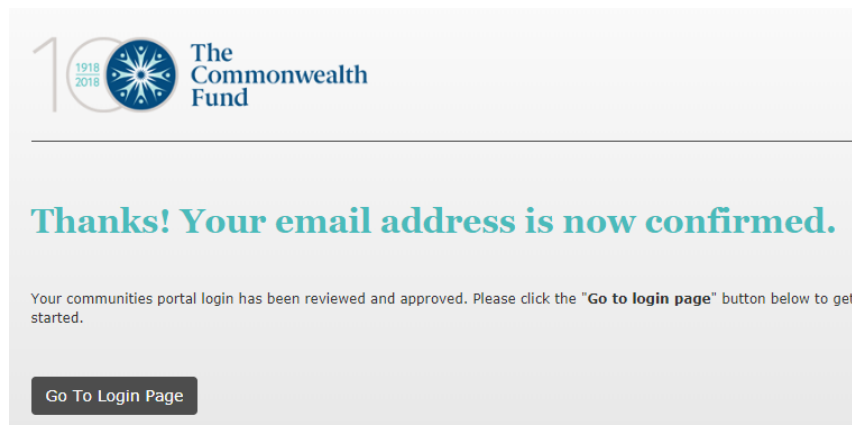 1918
2018
The
Commonwealth
Fund
Thanks! Your email address is now confirmed.
Your communities portal login has been reviewed and approved. Please click the "Go to login page" button below to get
started.
Go To Login Page